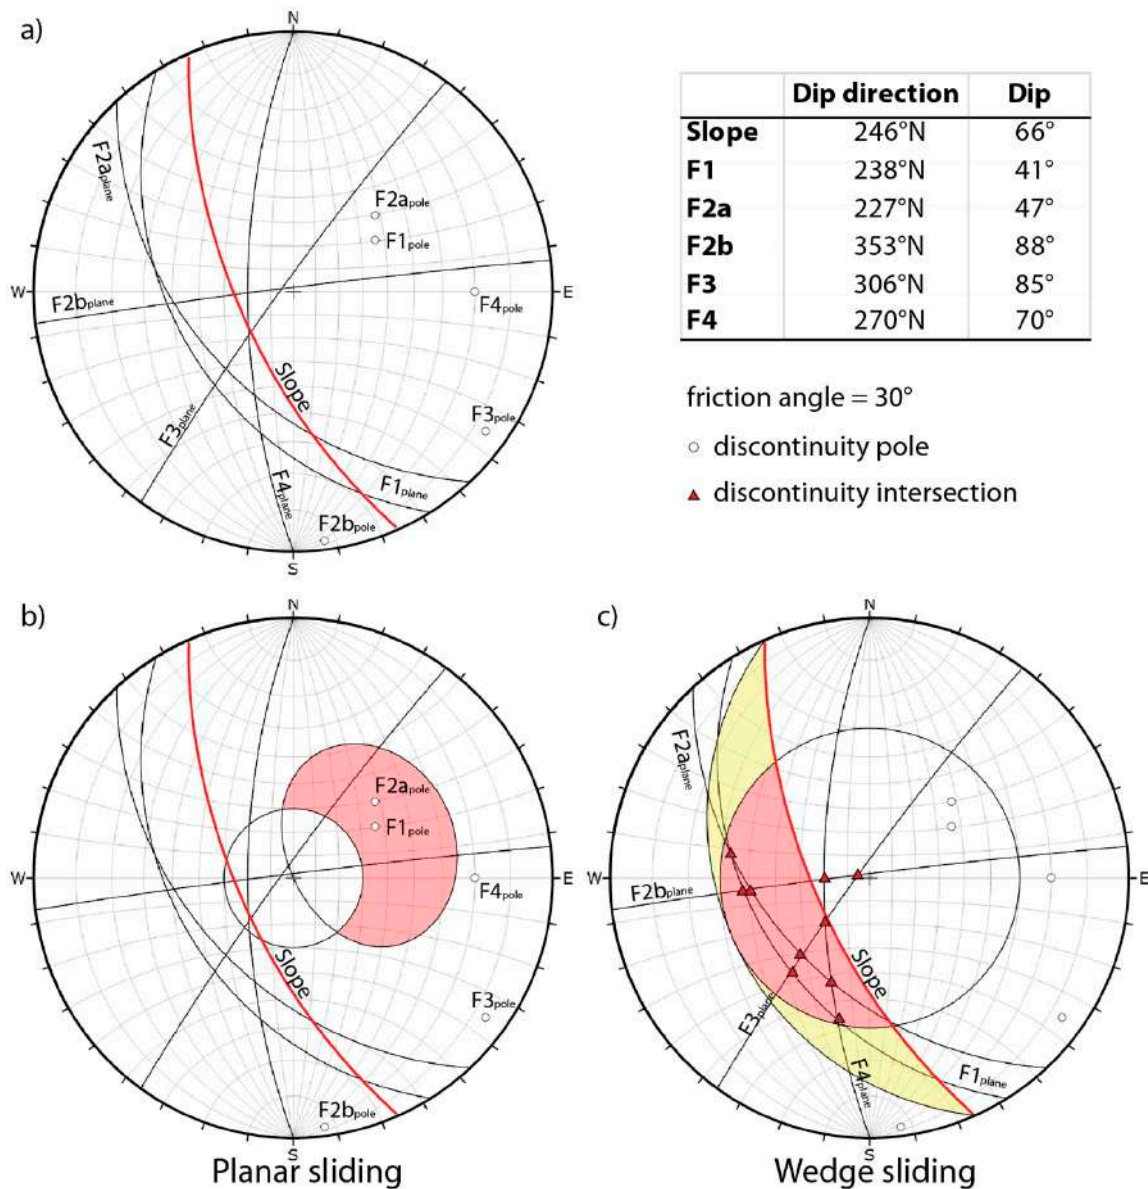 a)
N
W
E
S
F2a plane
F2a pole
F1 pole
F2b plane
F4 pole
Slope
F3 plane
F3 pole
F4 plane
F1 plane
F2b pole
Dip direction Dip
Slope 246°N 66°
F1 238°N 41°
F2a 227°N 47°
F2b 353°N 88°
F3 306°N 85°
F4 270°N 70°
friction angle = 30°
discontinuity pole
discontinuity intersection
b)
N
W
E
S
F2a pole
F1 pole
F4 pole
Slope
F3 pole
F2b pole
Planar sliding
c)
N
W
E
S
F2a plane
F2b plane
Slope
F3 plane
F4 plane
F1 plane
Wedge sliding